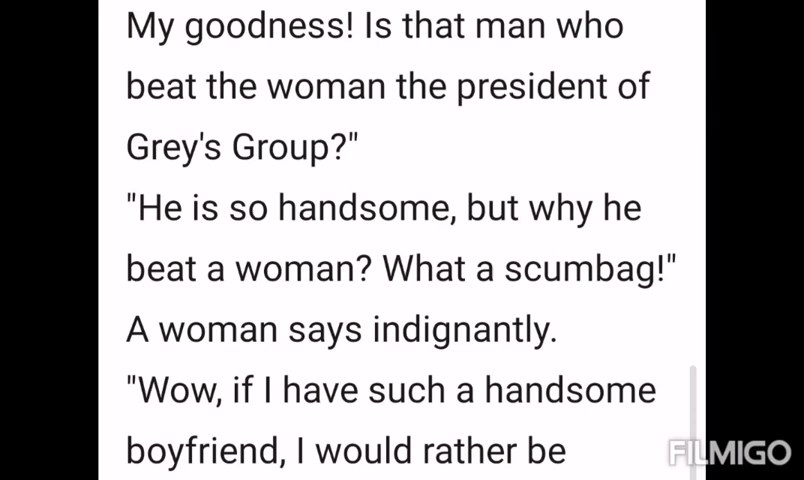 My goodness! Is that man who
beat the woman the president of
Grey's Group?"
"He is so handsome, but why he
beat a woman? What a scumbag!"
A woman says indignantly.
"Wow, if I have such a handsome
boyfriend, I would rather be
FILMIGO